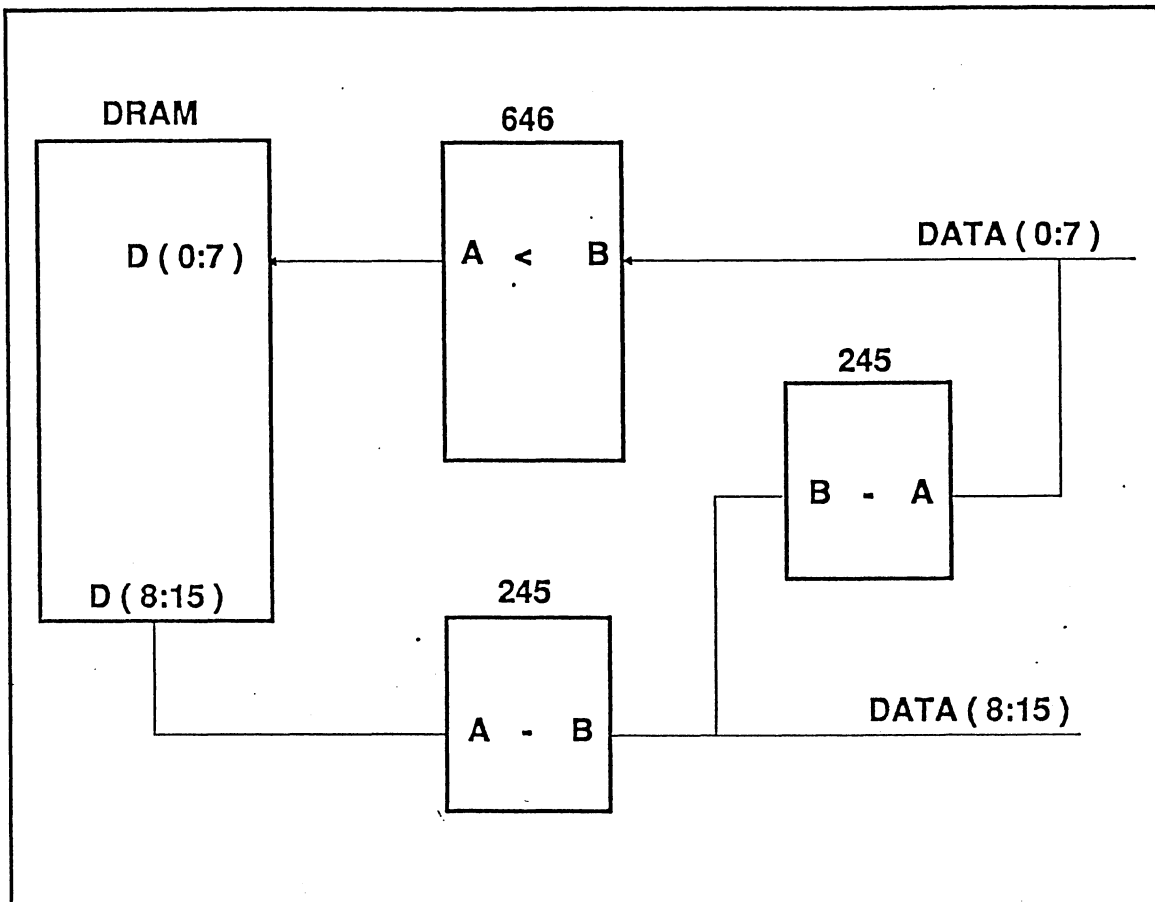 DRAM
646
D ( 0:7 )
A < B
DATA ( 0:7 )
245
B - A
D ( 8:15 )
245
A - B
DATA ( 8:15 )